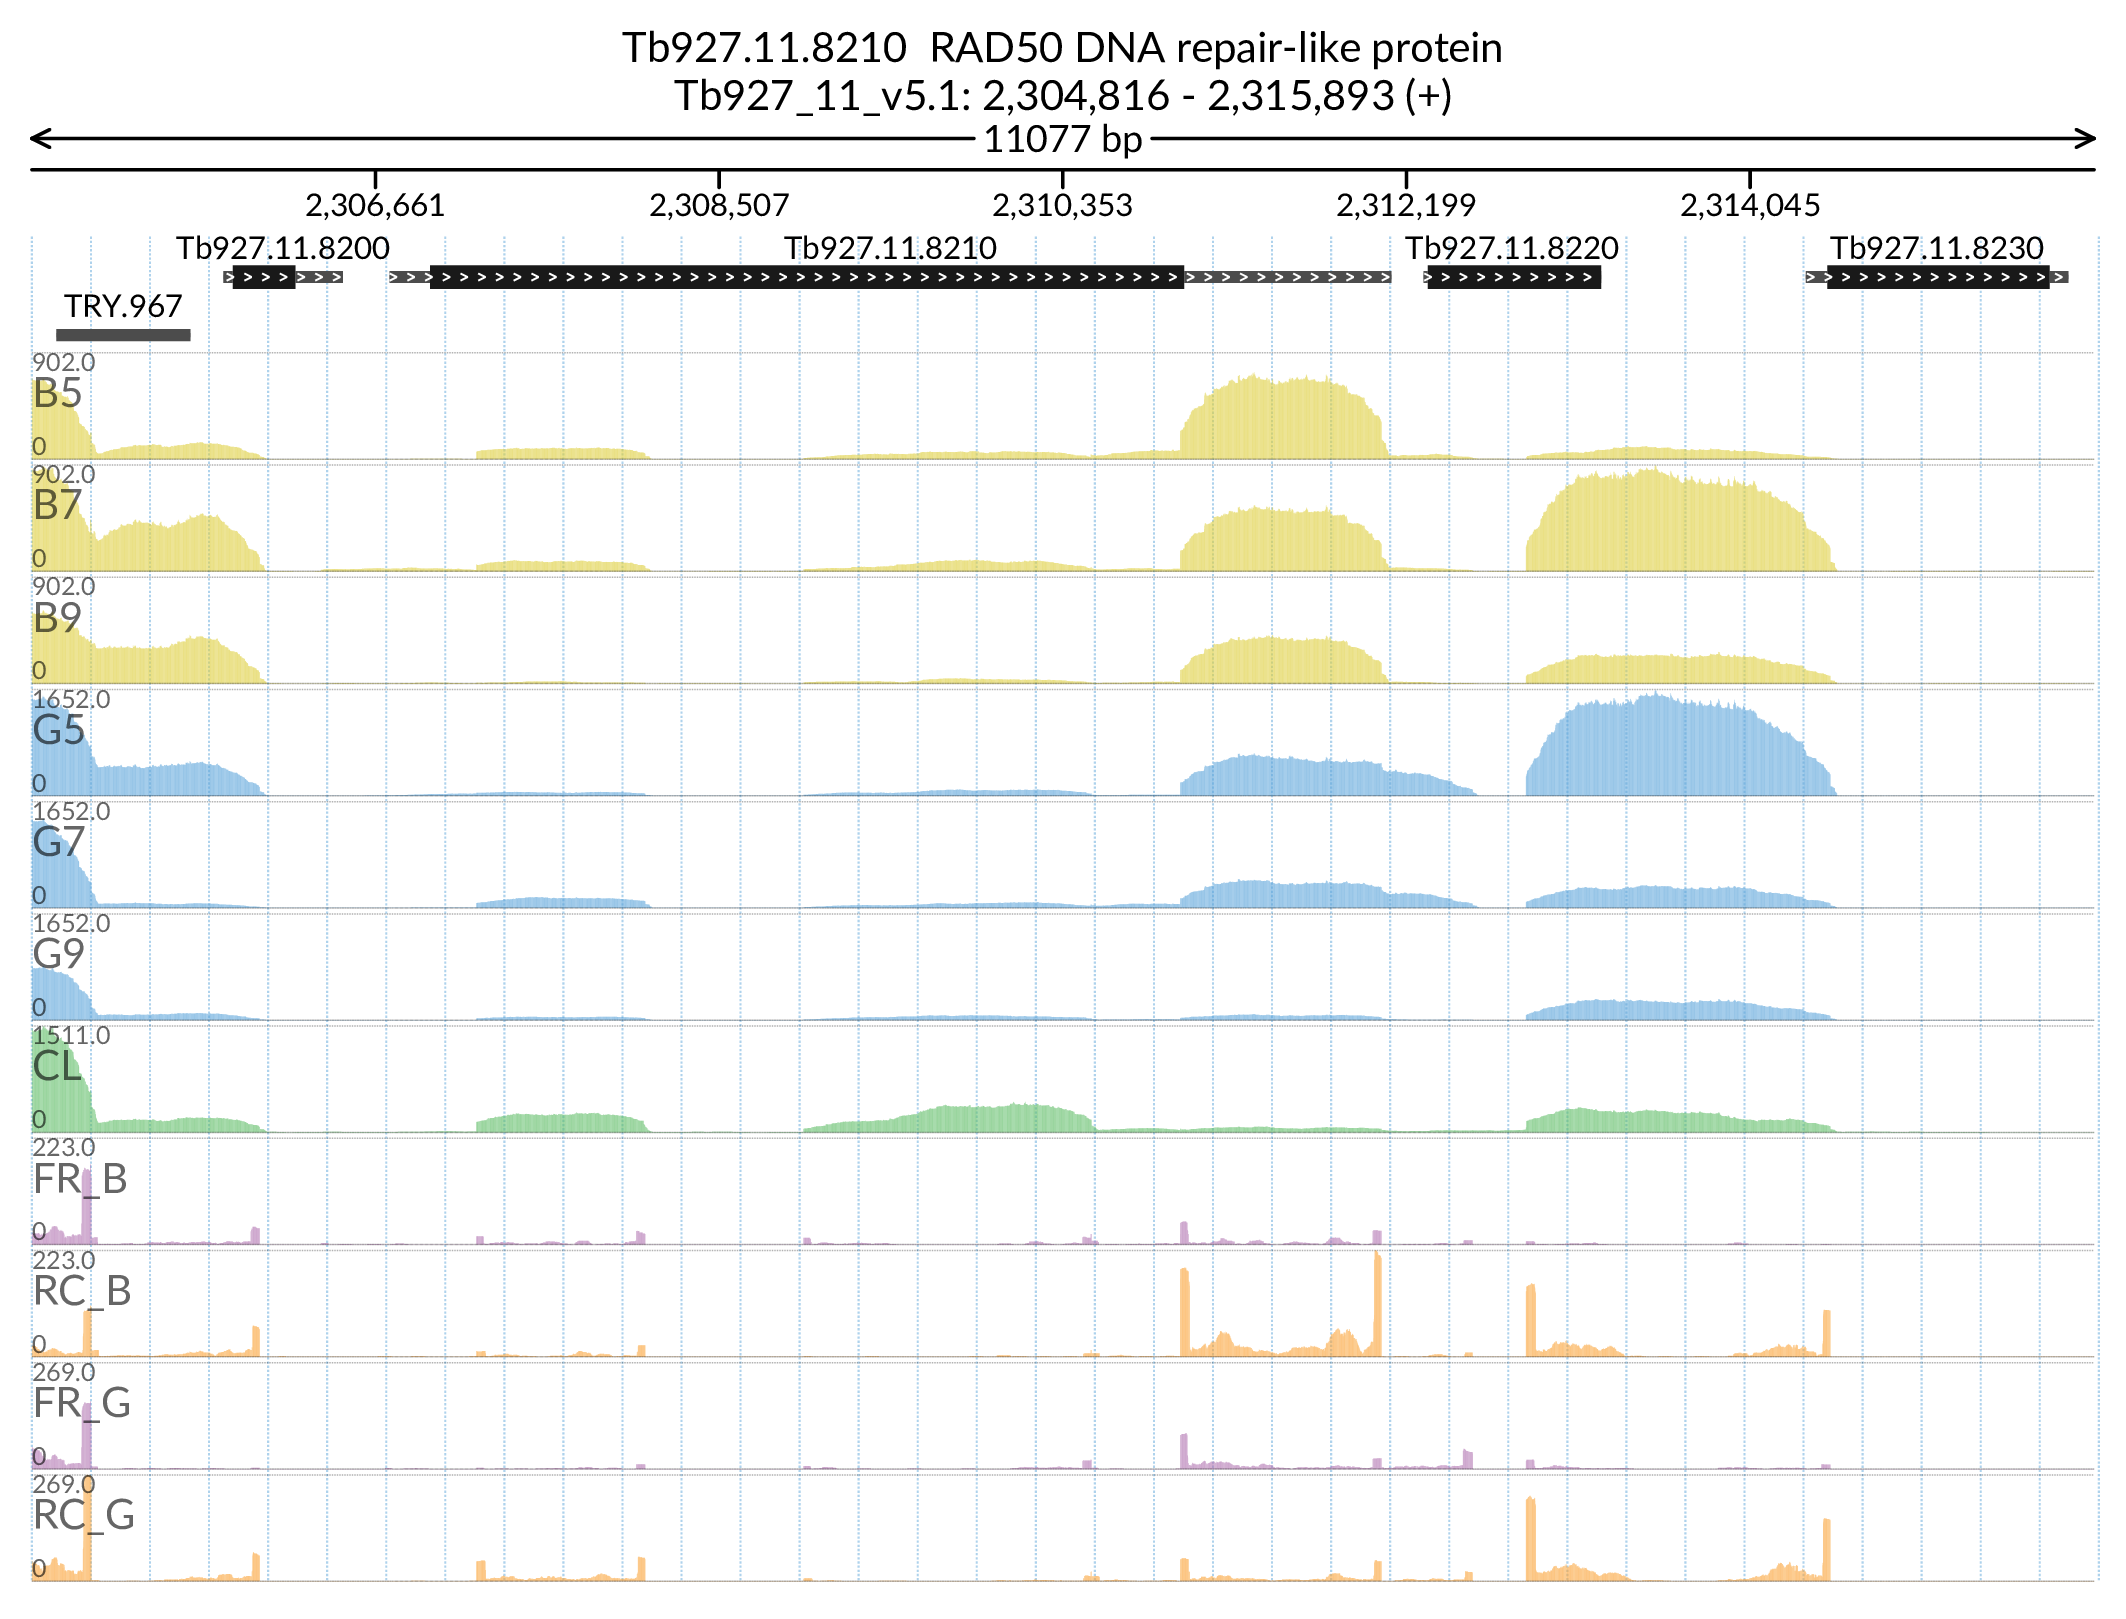 Tb927.11.8210  RAD50 DNA repair-like protein
Tb927_11_v5.1: 2,304,816 - 2,315,893 (+)
11077 bp
2,306,661 2,308,507 2,310,353 2,312,199 2,314,045
Tb927.11.8200 Tb927.11.8210 Tb927.11.8220 Tb927.11.8230
TRY.967
902.0
B5
0
902.0
B7
0
902.0
B9
0
1652.0
G5
0
1652.0
G7
0
1652.0
G9
0
1511.0
CL
0
223.0
FR_B
0
223.0
RC_B
0
269.0
FR_G
0
269.0
RC_G
0